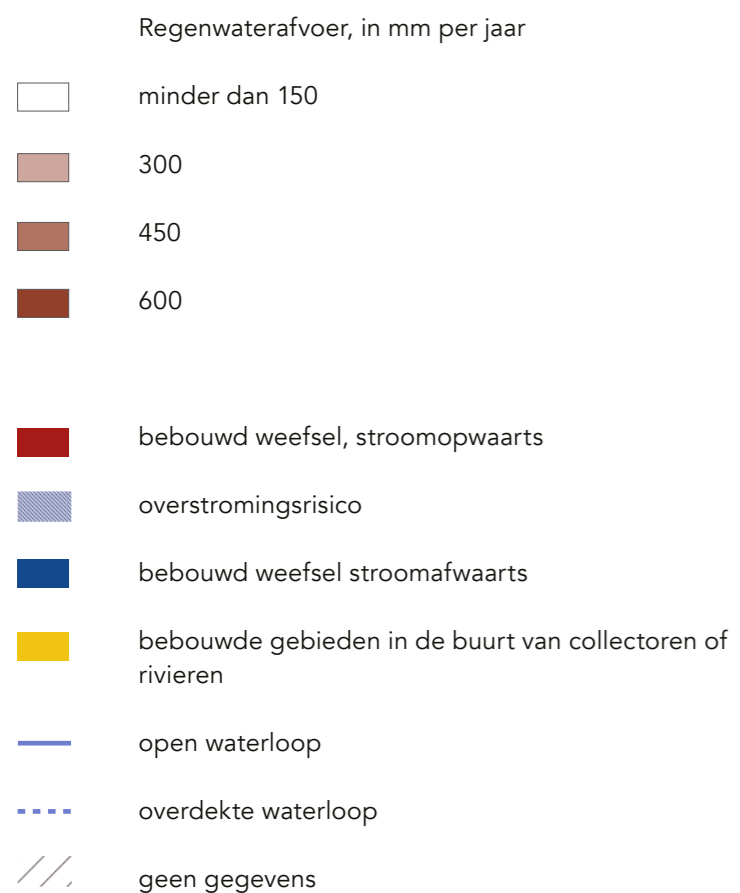 Regenwaterafvoer, in mm per jaar
minder dan 150
300
450
600
bebouwd weefsel, stroomopwaarts
overstromingsrisico
bebouwd weefsel stroomafwaarts
bebouwde gebieden in de buurt van collectoren of
rivieren
open waterloop
overdekte waterloop
geen gegevens